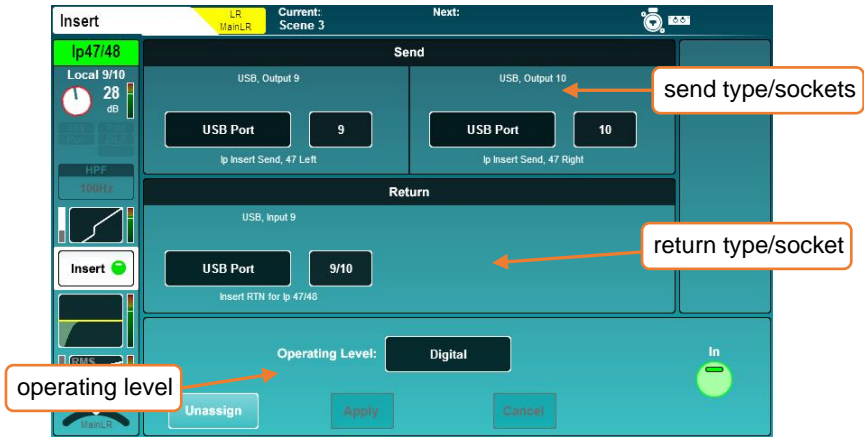 Insert
LR
MainLR
Current:
Scene 3
Next:
Ip47/48
Local 9/10
28
dB
HPF
100Hz
Insert
RMS
MainLR
Send
USB, Output 9
USB, Output 10
USB Port
9
USB Port
10
Ip Insert Send, 47 Left
Ip Insert Send, 47 Right
send type/sockets
Return
USB, Input 9
USB Port
9/10
Insert RTN for Ip 47/48
return type/socket
Operating Level:
Digital
In
operating level
Unassign
Apply
Cancel